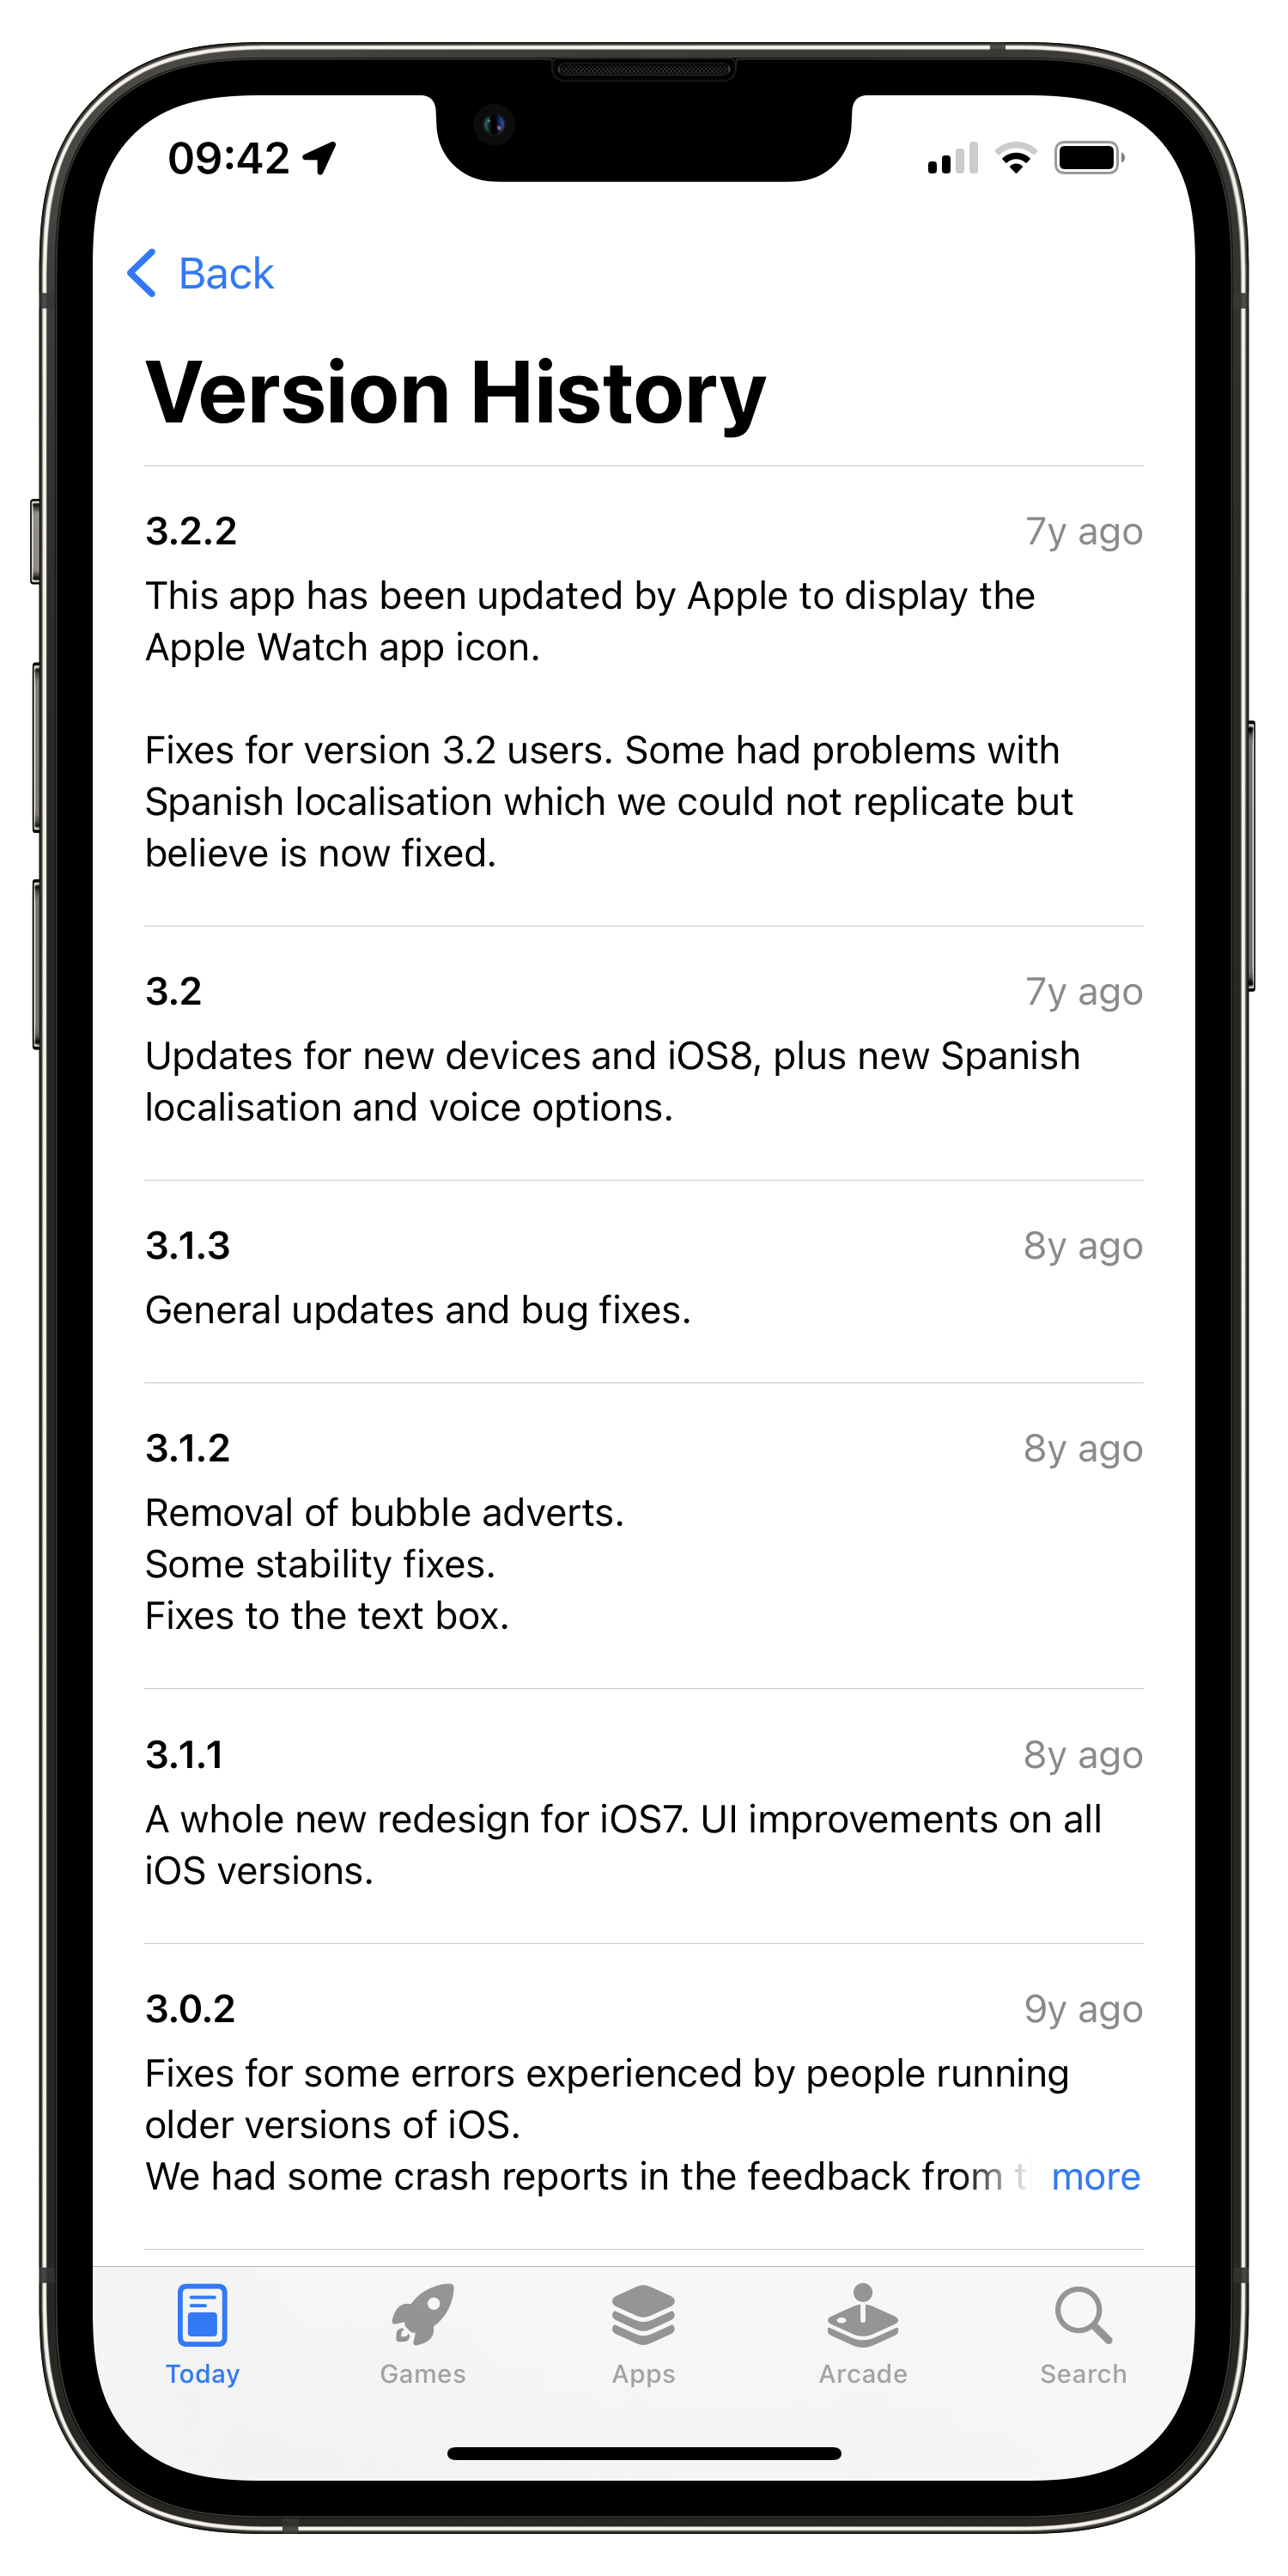 09:42
Back
Version History
3.2.2 7y ago
This app has been updated by Apple to display the
Apple Watch app icon.
Fixes for version 3.2 users. Some had problems with
Spanish localisation which we could not replicate but
believe is now fixed.
3.2 7y ago
Updates for new devices and iOS8, plus new Spanish
localisation and voice options.
3.1.3 8y ago
General updates and bug fixes.
3.1.2 8y ago
Removal of bubble adverts.
Some stability fixes.
Fixes to the text box.
3.1.1 8y ago
A whole new redesign for iOS7. UI improvements on all
iOS versions.
3.0.2 9y ago
Fixes for some errors experienced by people running
older versions of iOS.
We had some crash reports in the feedback from more
Today Games Apps Arcade Search